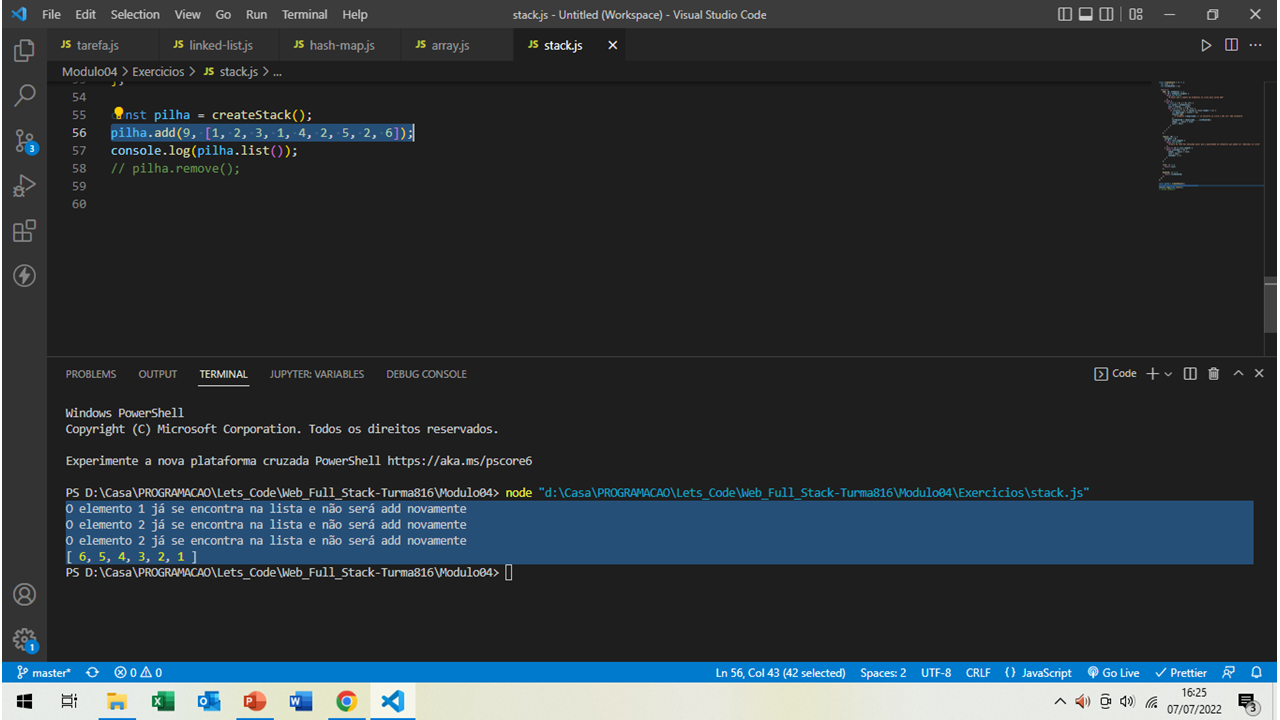 File Edit Selection View Go Run Terminal Help stack.js - Untitled (Workspace) - Visual Studio Code
JS tarefa.js JS linked-list.js JS hash-map.js JS array.js JS stack.js
Modulo04 > Exercicios > JS stack.js > ...
54
55 nst pilha = createStack();
56 pilha.add(9, [1, 2, 3, 1, 4, 2, 5, 2, 6]);
57 console.log(pilha.list());
58 // pilha.remove();
59
60
3
PROBLEMS OUTPUT TERMINAL JUPYTER: VARIABLES DEBUG CONSOLE Code
Windows PowerShell
Copyright (C) Microsoft Corporation. Todos os direitos reservados.
Experimente a nova plataforma cruzada PowerShell https://aka.ms/pscore6
PS D:\Casa\PROGRAMACAO\Lets_Code\Web_Full_Stack-Turma816\Modulo04> node "d:\Casa\PROGRAMACAO\Lets_Code\Web_Full_Stack-Turma816\Modulo04\Exercicios\stack.js"
O elemento 1 já se encontra na lista e não será add novamente
O elemento 2 já se encontra na lista e não será add novamente
O elemento 2 já se encontra na lista e não será add novamente
[ 6, 5, 4, 3, 2, 1 ]
PS D:\Casa\PROGRAMACAO\Lets_Code\Web_Full_Stack-Turma816\Modulo04>
1
master* 0 0 Ln 56, Col 43 (42 selected) Spaces: 2 UTF-8 CRLF {} JavaScript Go Live Prettier
16:25
07/07/2022
3